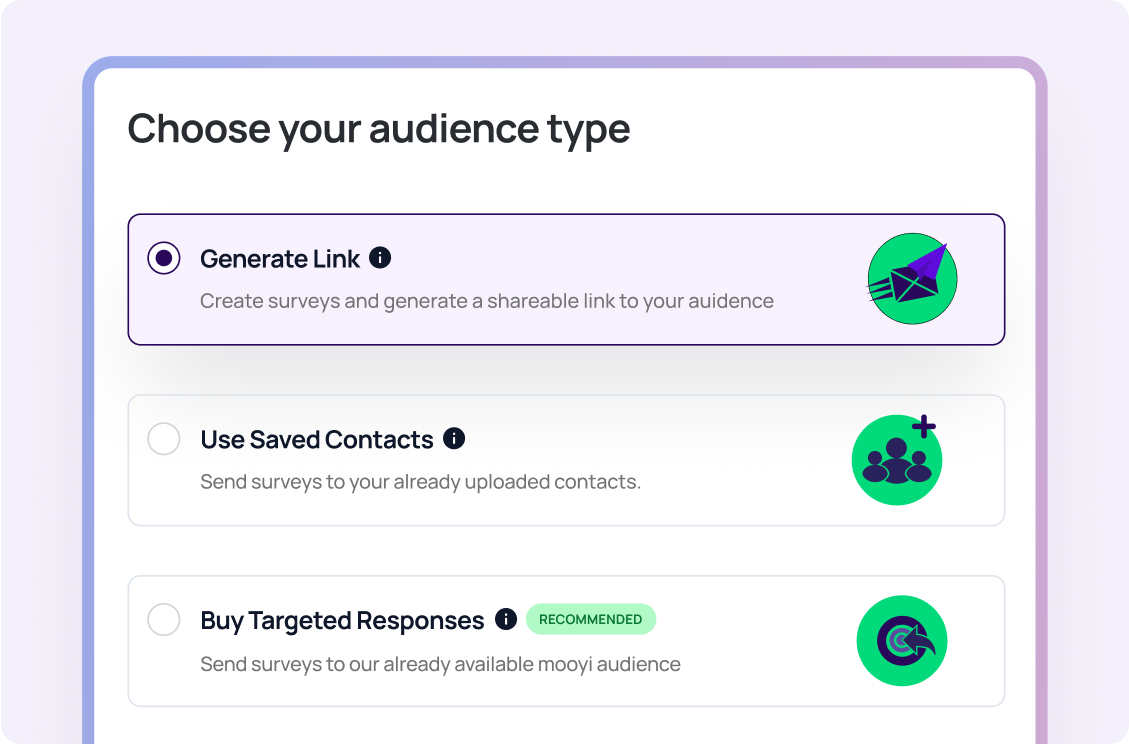 Choose your audience type
Generate Link
Create surveys and generate a shareable link to your auidence
Use Saved Contacts
Send surveys to your already uploaded contacts.
Buy Targeted Responses RECOMMENDED
Send surveys to our already available mooyi audience